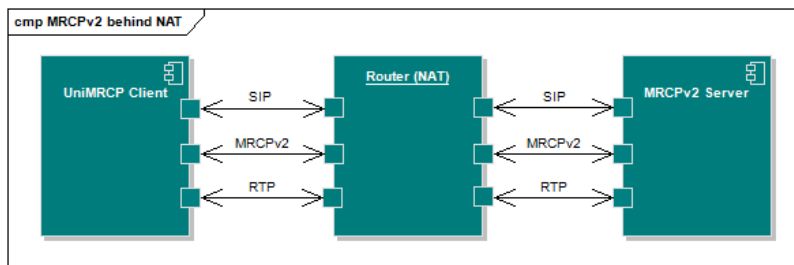 cmp MRCPv2 behind NAT
UniMRCP Client
Router (NAT)
MRCPv2 Server
SIP
SIP
MRCPv2
MRCPv2
RTP
RTP